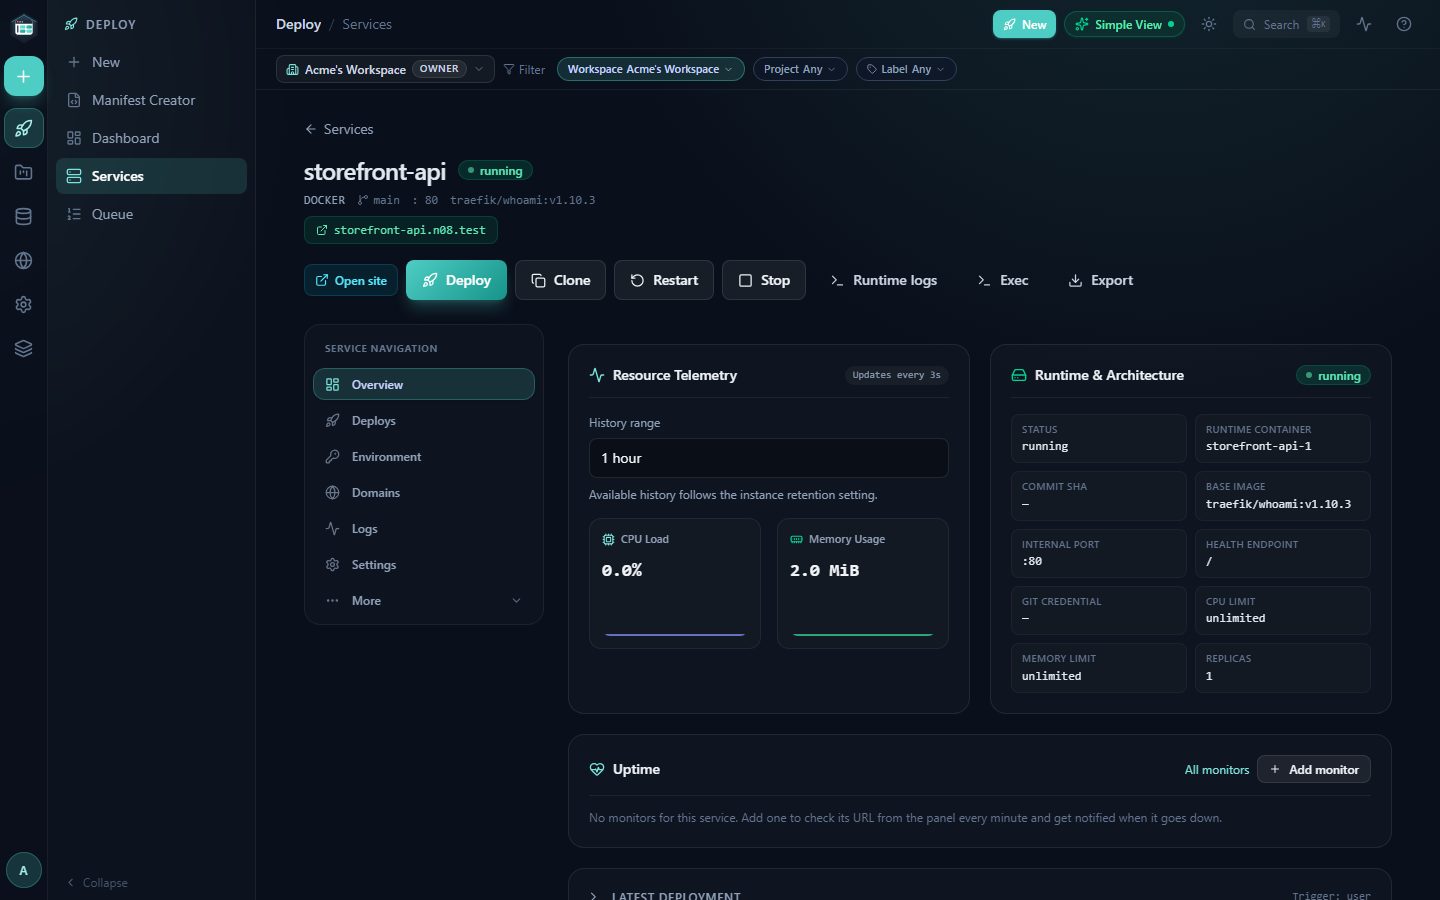 DEPLOY
New
Manifest Creator
Dashboard
Services
Queue
Collapse
A
Deploy / Services
New
Simple View
Search ⌘K
Acme's Workspace OWNER
Filter
Workspace Acme's Workspace
Project Any
Label Any
Services
storefront-api
running
DOCKER main : 80 traefik/whoami:v1.10.3
storefront-api.n08.test
Open site
Deploy
Clone
Restart
Stop
Runtime logs
Exec
Export
SERVICE NAVIGATION
Overview
Deploys
Environment
Domains
Logs
Settings
More
Resource Telemetry
Updates every 3s
History range
1 hour
Available history follows the instance retention setting.
CPU Load
0.0%
Memory Usage
2.0 MiB
Runtime & Architecture
running
STATUS
running
RUNTIME CONTAINER
storefront-api-1
COMMIT SHA
—
BASE IMAGE
traefik/whoami:v1.10.3
INTERNAL PORT
:80
HEALTH ENDPOINT
/
GIT CREDENTIAL
—
CPU LIMIT
unlimited
MEMORY LIMIT
unlimited
REPLICAS
1
Uptime
All monitors
Add monitor
No monitors for this service. Add one to check its URL from the panel every minute and get notified when it goes down.
LATEST DEPLOYMENT
Trigger: user